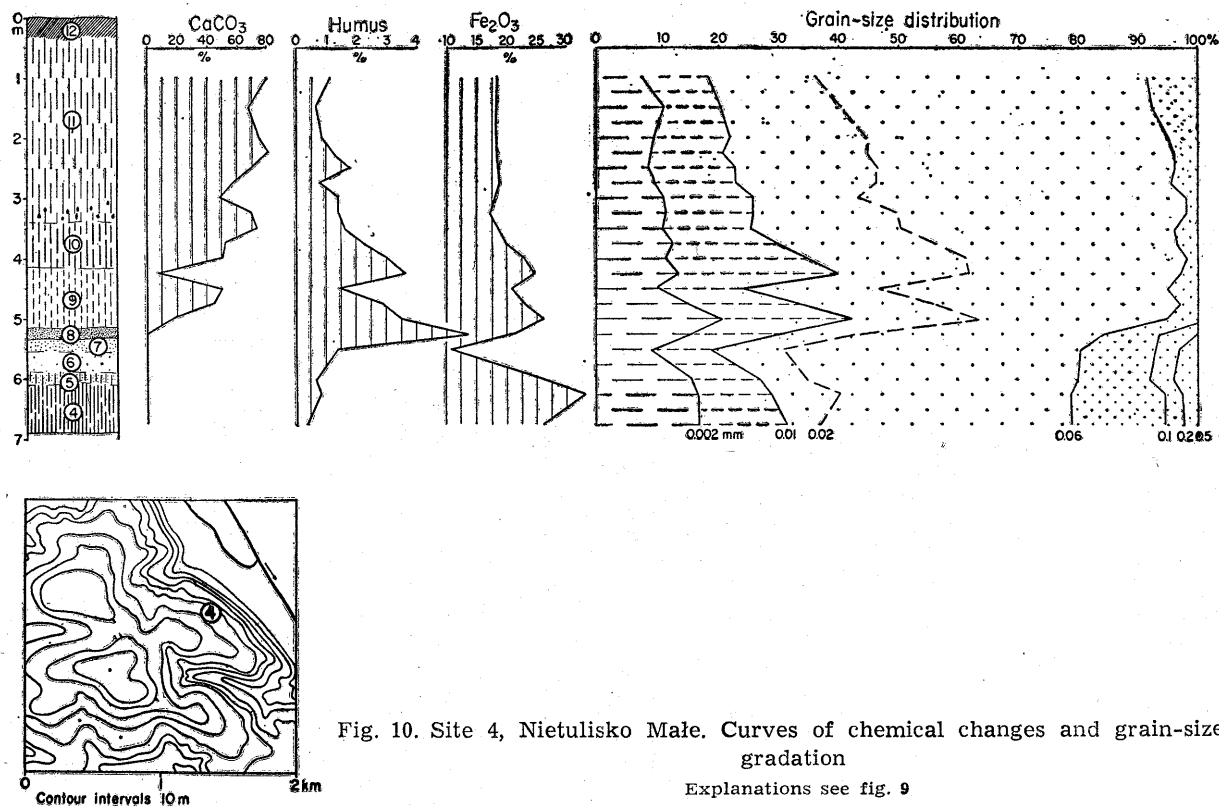 0
m
1
2
3
4
5
6
7
12
11
10
9
8
7
6
5
4
CaCO₃
0 20 40 60 80
%
Humus
0 1 2 3 4
%
Fe₂O₃
10 15 20 25 30
%
Grain-size distribution
0 10 20 30 40 50 60 70 80 90 100%
0.002 mm 0.01 0.02 0.06 0.1 0.2 0.5
4
0 2 km
Contour intervals 10 m
Fig. 10. Site 4, Nietulisko Małe. Curves of chemical changes and grain-size
gradation
Explanations see fig. 9